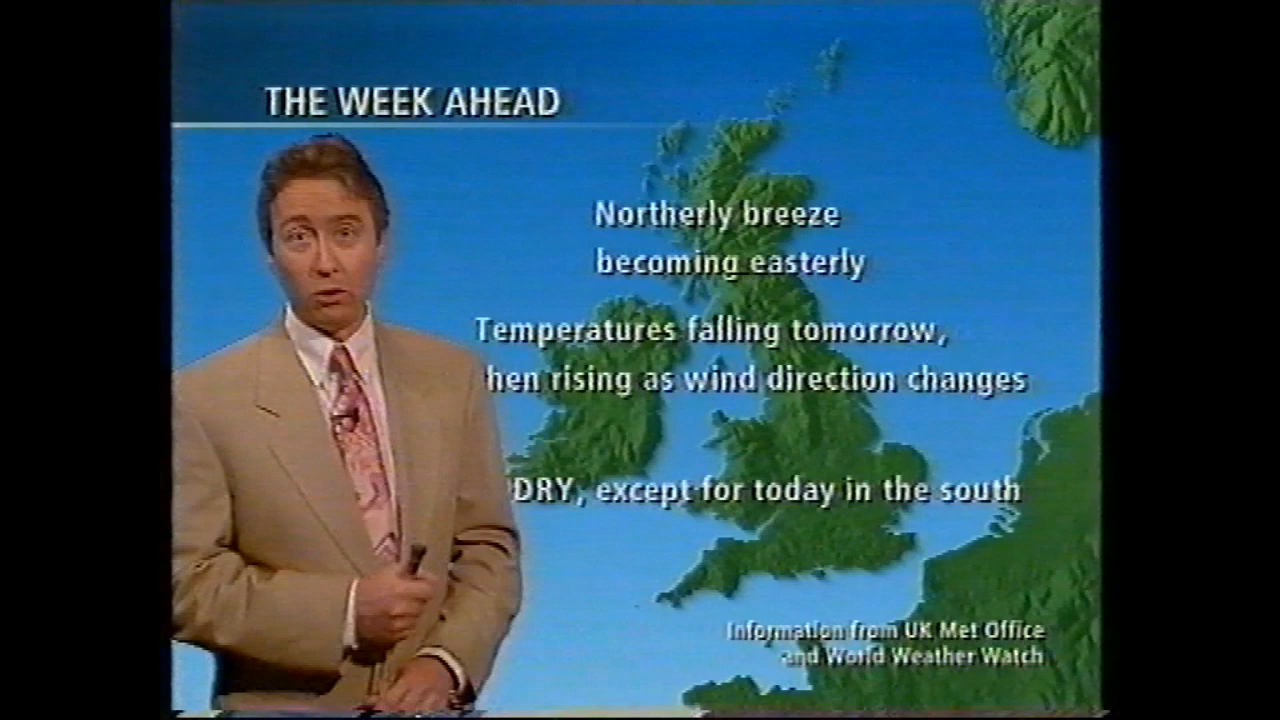 THE WEEK AHEAD
Northerly breeze
becoming easterly
Temperatures falling tomorrow,
hen rising as wind direction changes
DRY, except for today in the south
Information from UK Met Office
and World Weather Watch